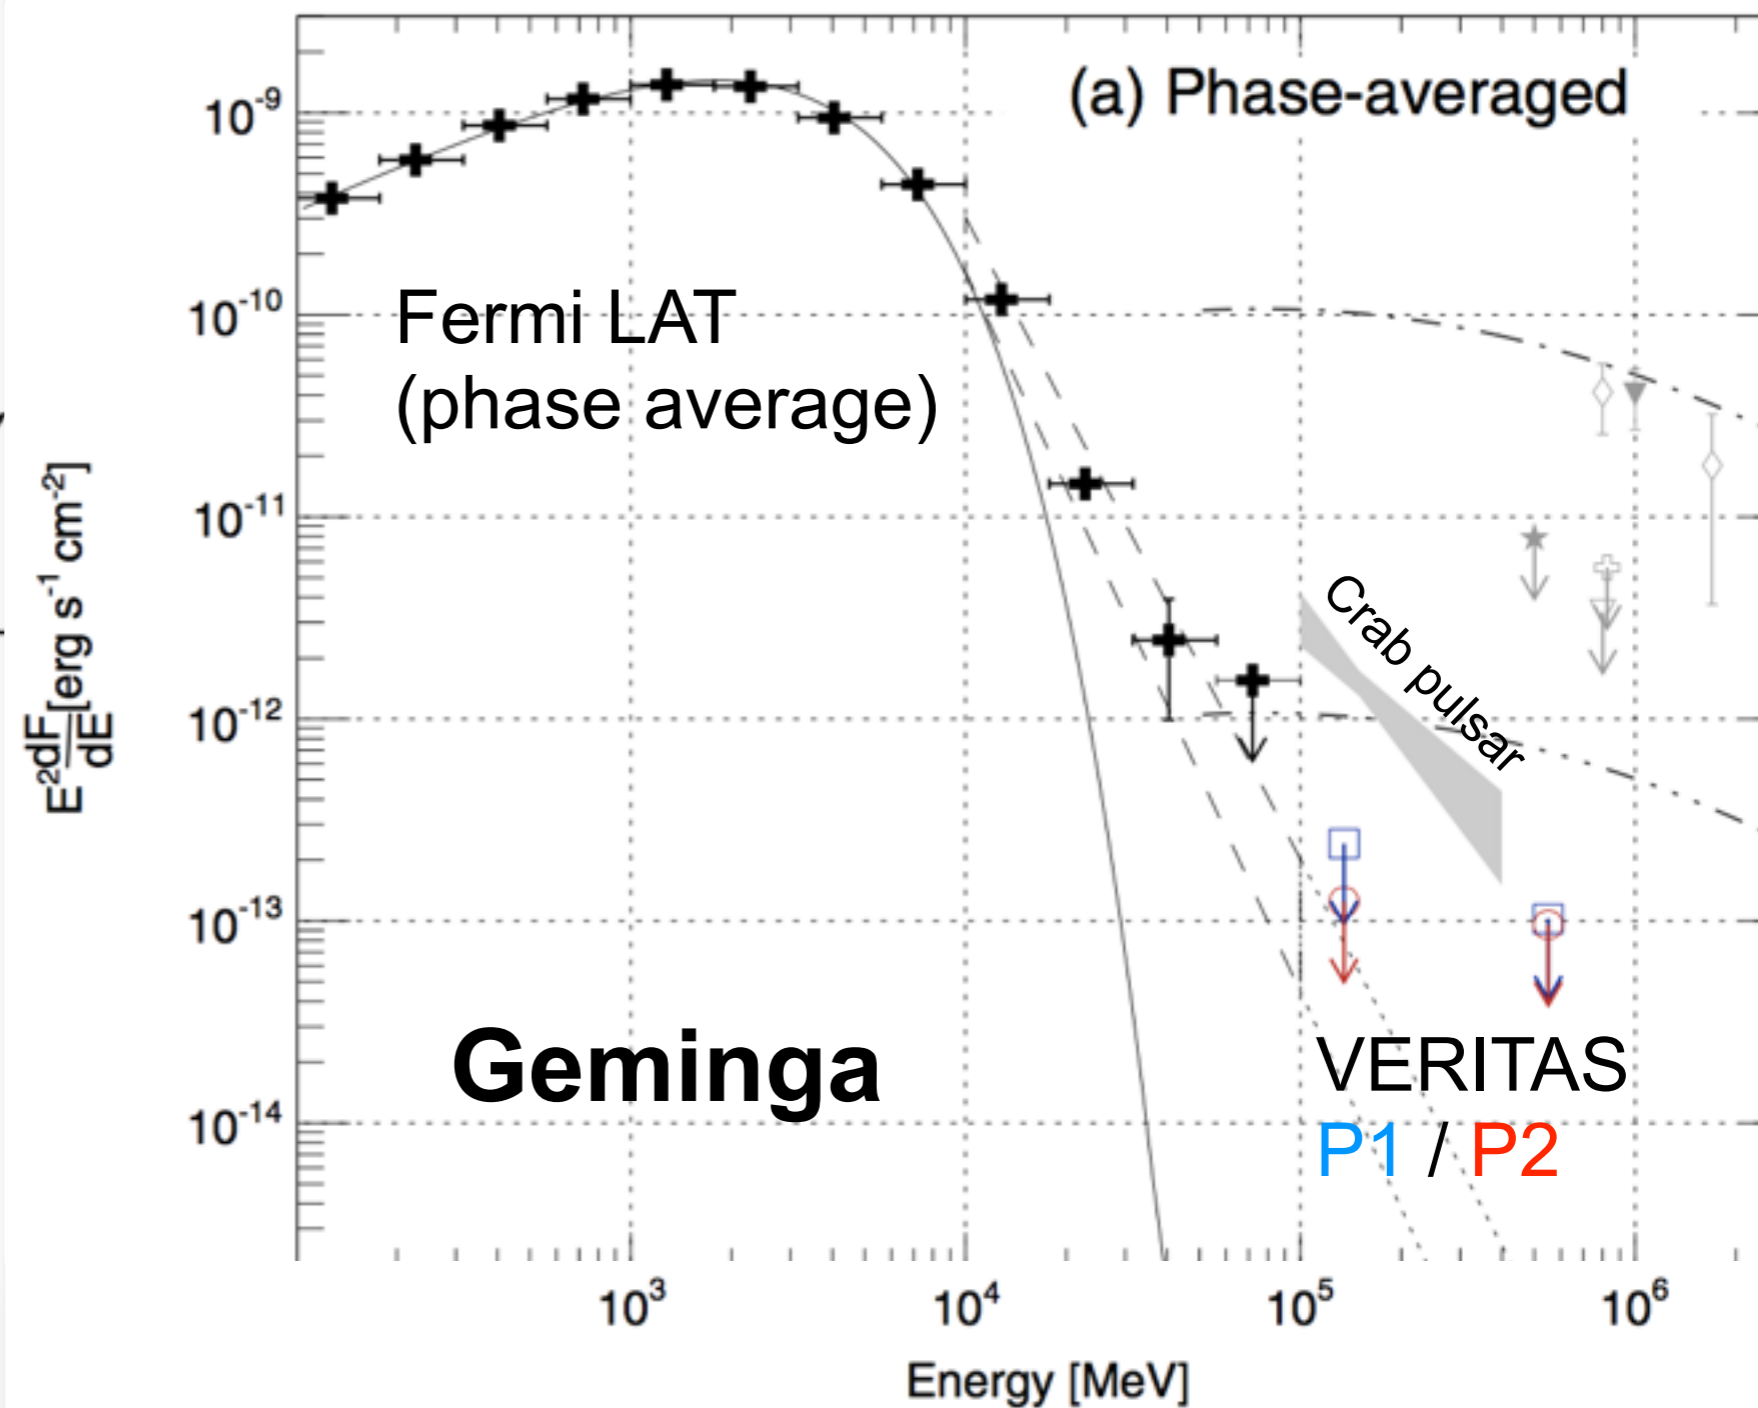 (a) Phase-averaged
10-9
10-10
10-11
10-12
10-13
10-14
E2dF/dE[erg s-1 cm-2]
Fermi LAT
(phase average)
Crab pulsar
Geminga
VERITAS
P1 / P2
103 104 105 106
Energy [MeV]